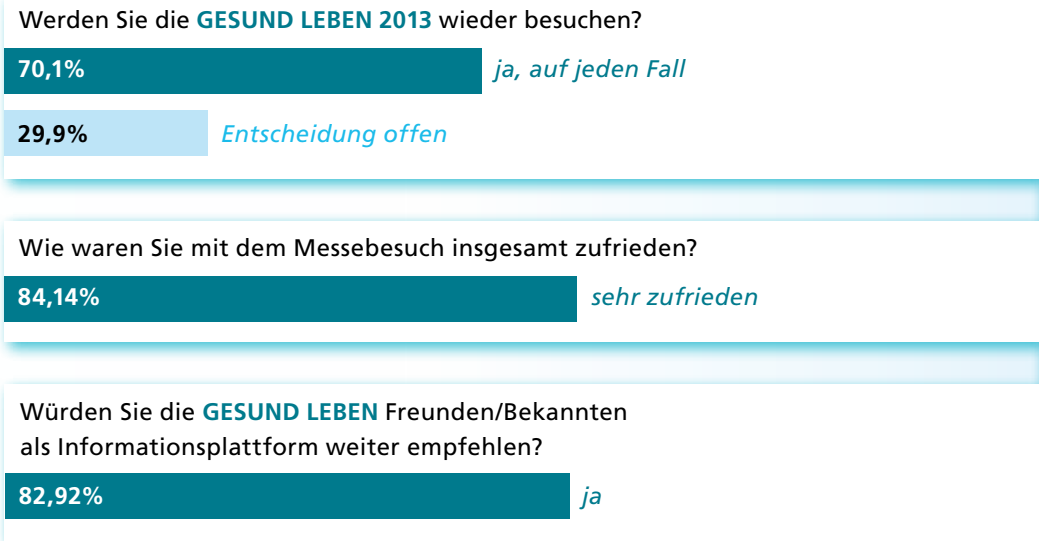 Werden Sie die GESUND LEBEN 2013 wieder besuchen?
70,1% ja, auf jeden Fall
29,9% Entscheidung offen
Wie waren Sie mit dem Messebesuch insgesamt zufrieden?
84,14% sehr zufrieden
Würden Sie die GESUND LEBEN Freunden/Bekannten
als Informationsplattform weiter empfehlen?
82,92% ja